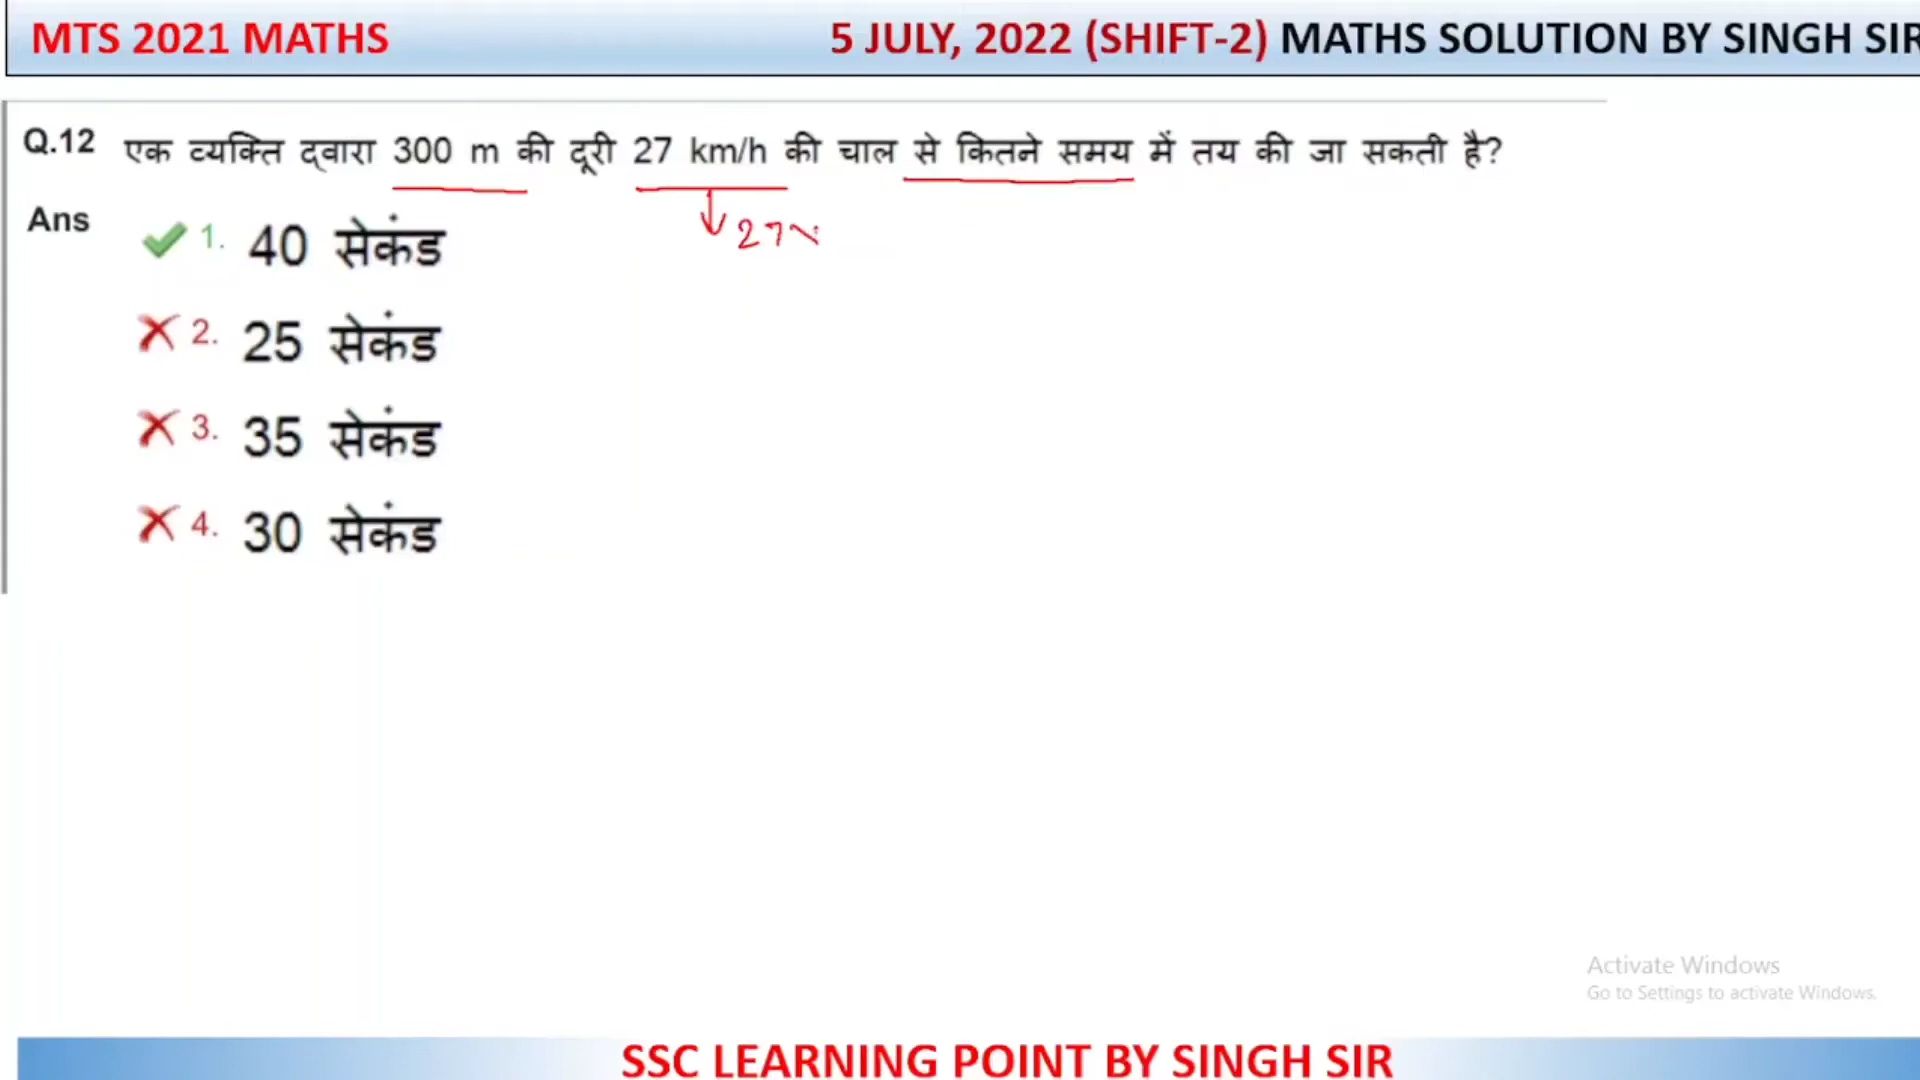 MTS 2021 MATHS
5 JULY, 2022 (SHIFT-2) MATHS SOLUTION BY SINGH SIR
Q.12 एक व्यक्ति द्वारा 300 m की दूरी 27 km/h की चाल से कितने समय में तय की जा सकती है?
27×
Ans
1. 40 सेकंड
2. 25 सेकंड
3. 35 सेकंड
4. 30 सेकंड
Activate Windows
Go to Settings to activate Windows.
SSC LEARNING POINT BY SINGH SIR